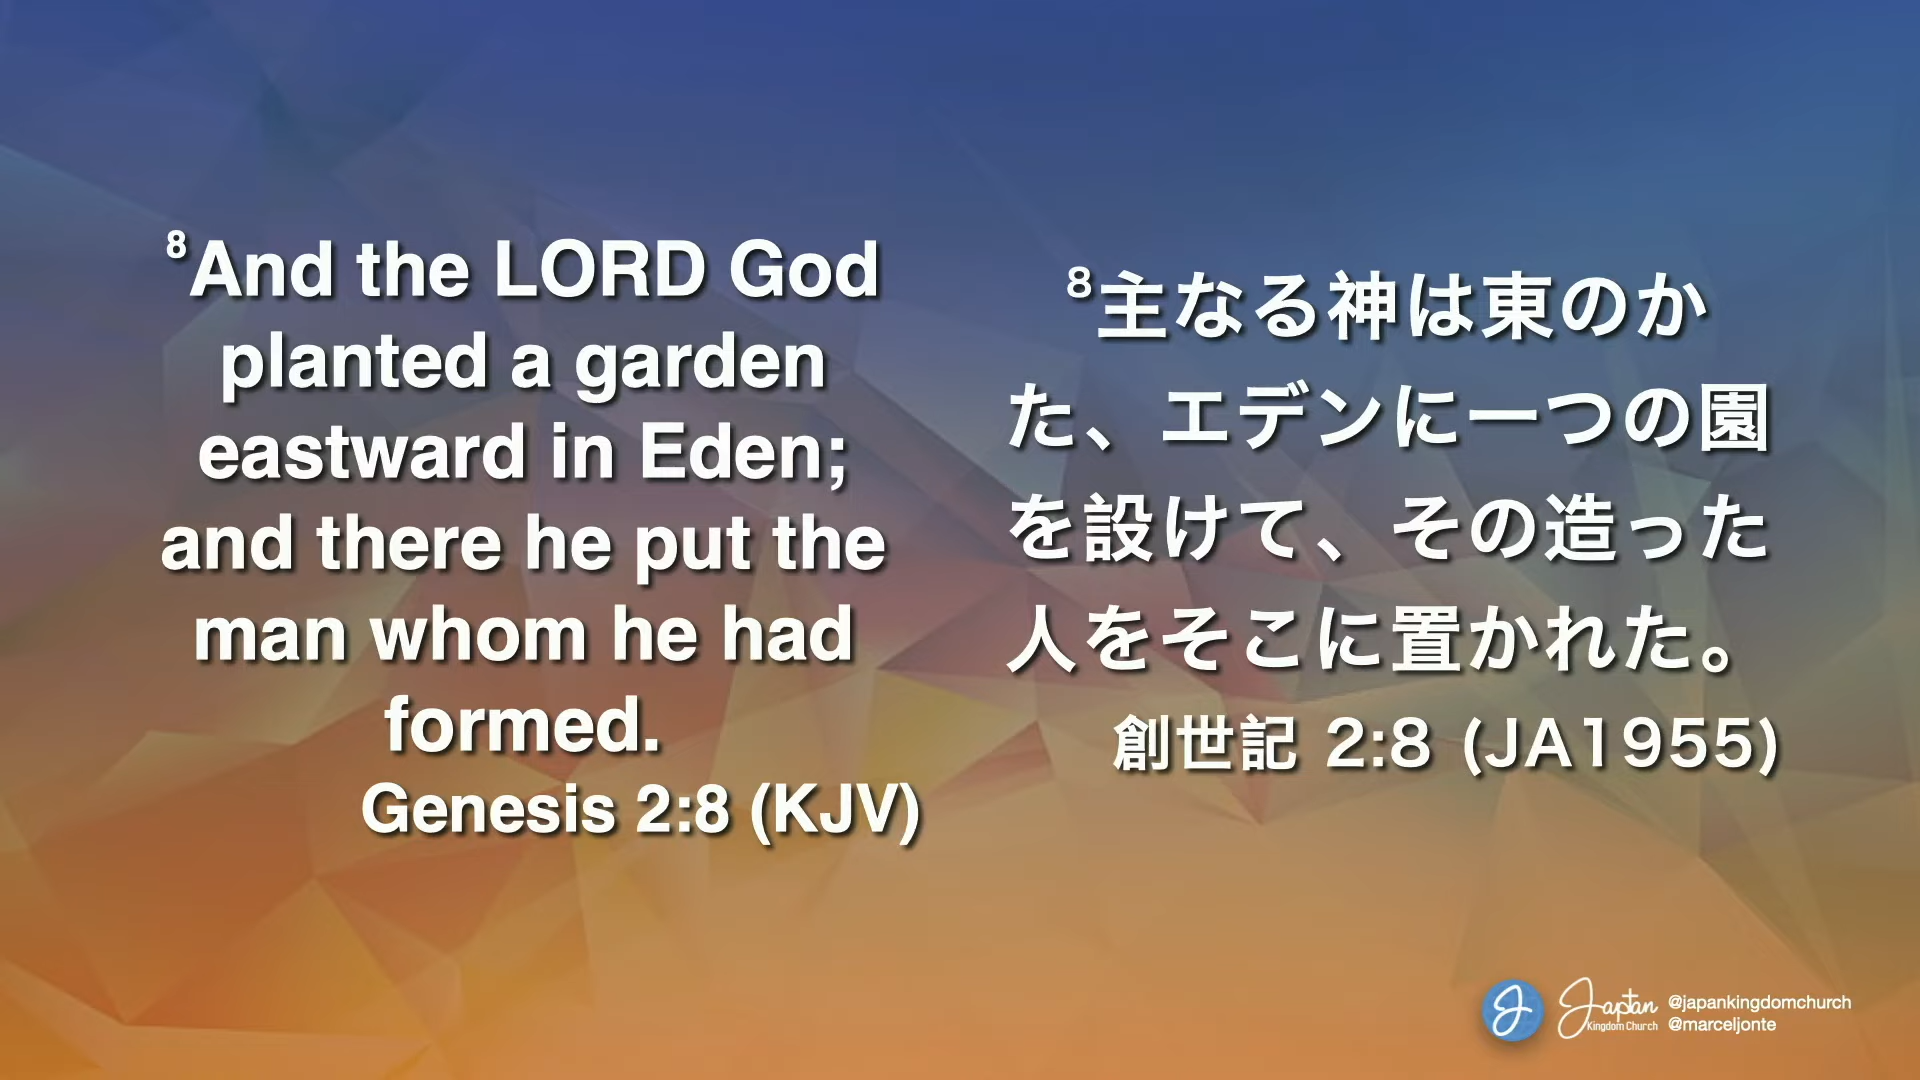 ⁸And the LORD God
planted a garden
eastward in Eden;
and there he put the
man whom he had
formed.
Genesis 2:8 (KJV)
⁸主なる神は東のか
た、エデンに一つの園
を設けて、その造った
人をそこに置かれた。
創世記 2:8 (JA1955)
Japan
Kingdom Church
@japankingdomchurch
@marceljonte